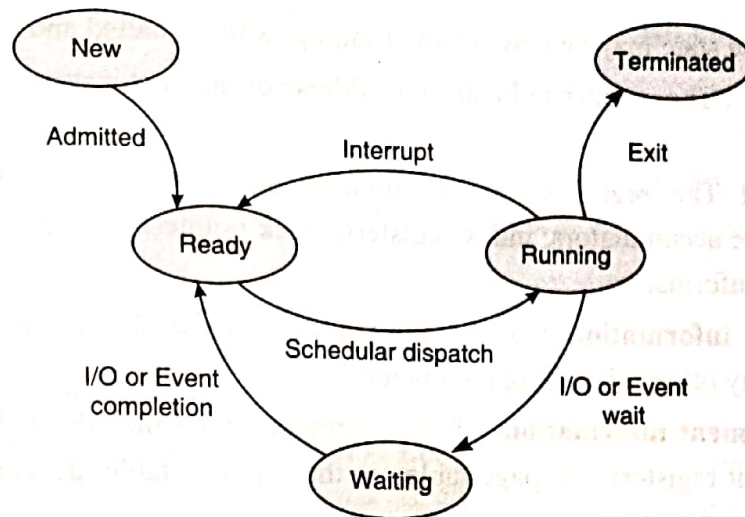 New
Terminated
Admitted
Interrupt
Exit
Ready
Running
Schedular dispatch
I/O or Event
completion
I/O or Event
wait
Waiting